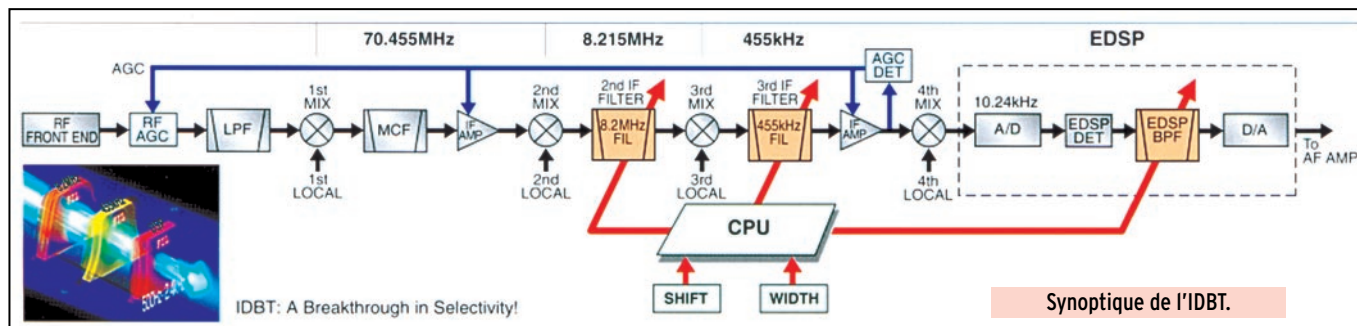 70.455MHz
8.215MHz
455kHz
EDSP
AGC
AGC
DET
RF
FRONT END
RF
AGC
LPF
1st
MIX
1st
LOCAL
MCF
IF
AMP
2nd
MIX
2nd
LOCAL
2nd IF
FILTER
8.2MHz
FIL
3rd
MIX
3rd
LOCAL
3rd IF
FILTER
455kHz
FIL
IF
AMP
4th
MIX
4th
LOCAL
10.24kHz
A/D
EDSP
DET
EDSP
BPF
D/A
To
AF AMP
CPU
SHIFT
WIDTH
IDBT: A Breakthrough in Selectivity!
Synoptique de l'IDBT.